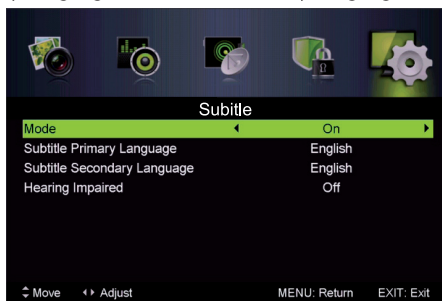 Subitle
Mode On
Subtitle Primary Language English
Subtitle Secondary Language English
Hearing Impaired Off
Move Adjust MENU: Return EXIT: Exit